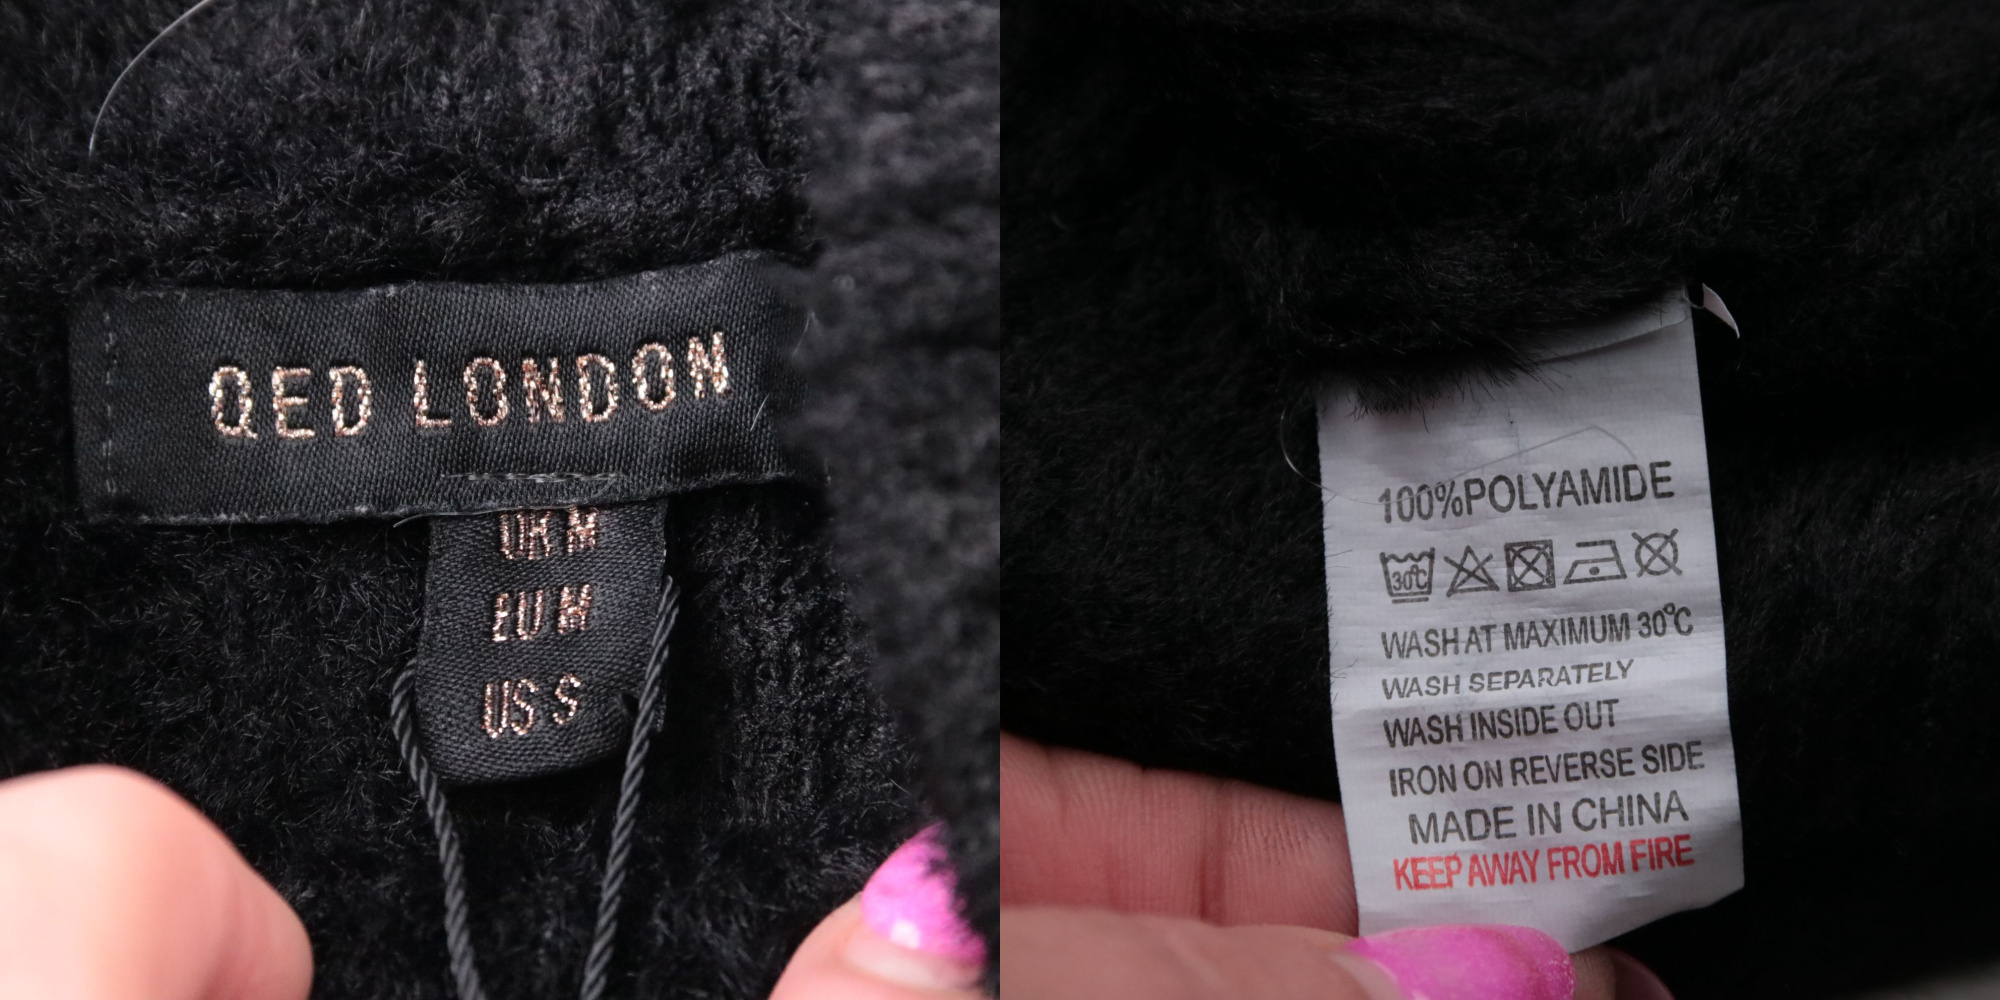 QED LONDON
UK M
EU M
US S
100%POLYAMIDE
30°C
WASH AT MAXIMUM 30°C
WASH SEPARATELY
WASH INSIDE OUT
IRON ON REVERSE SIDE
MADE IN CHINA
KEEP AWAY FROM FIRE